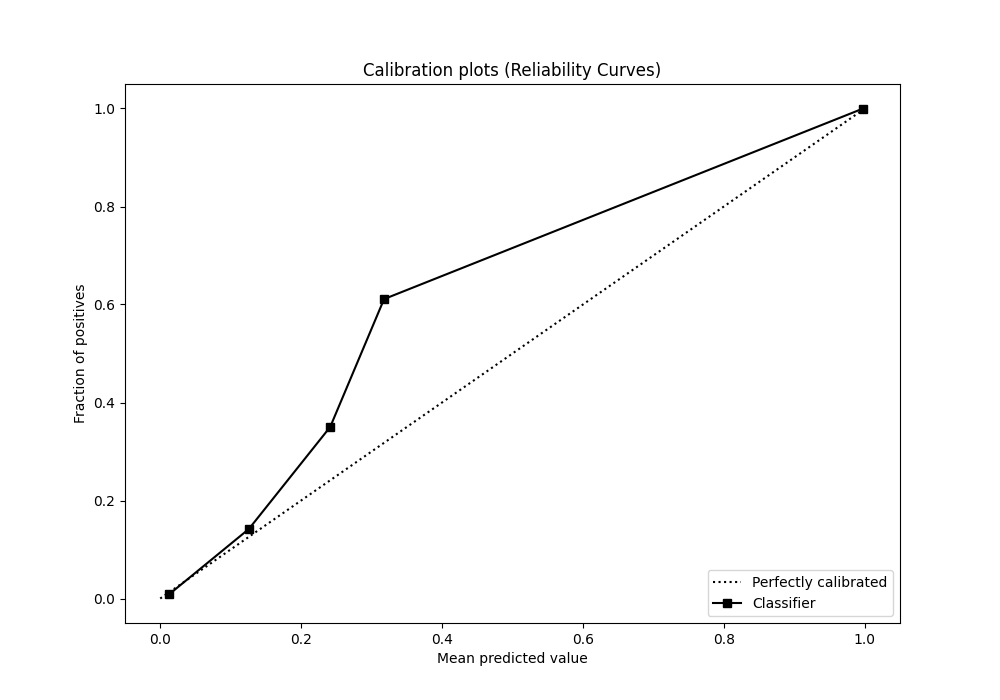 Calibration plots (Reliability Curves)
1.0
0.8
0.6
0.4
0.2
0.0
Fraction of positives
0.0 0.2 0.4 0.6 0.8 1.0
Mean predicted value
Perfectly calibrated
Classifier